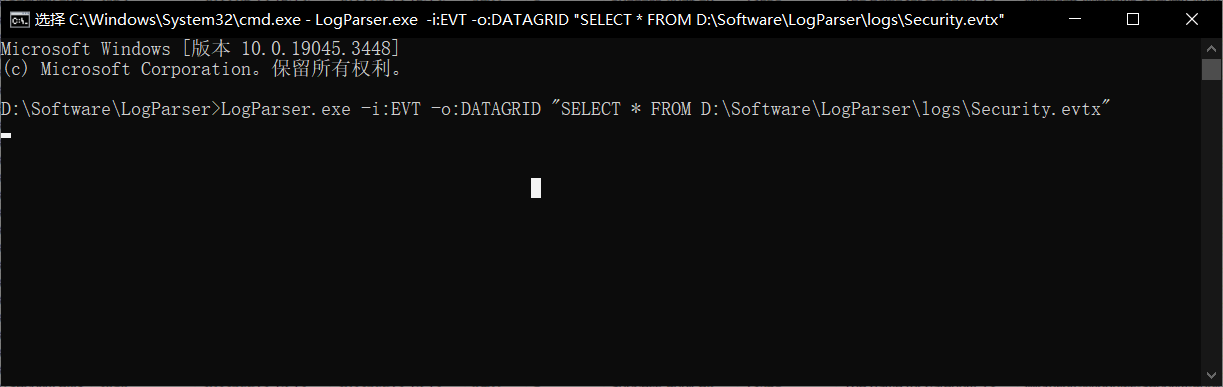 选择 C:\Windows\System32\cmd.exe - LogParser.exe  -i:EVT -o:DATAGRID "SELECT * FROM D:\Software\LogParser\logs\Security.evtx"
Microsoft Windows [版本 10.0.19045.3448]
(c) Microsoft Corporation。保留所有权利。
D:\Software\LogParser>LogParser.exe -i:EVT -o:DATAGRID "SELECT * FROM D:\Software\LogParser\logs\Security.evtx"